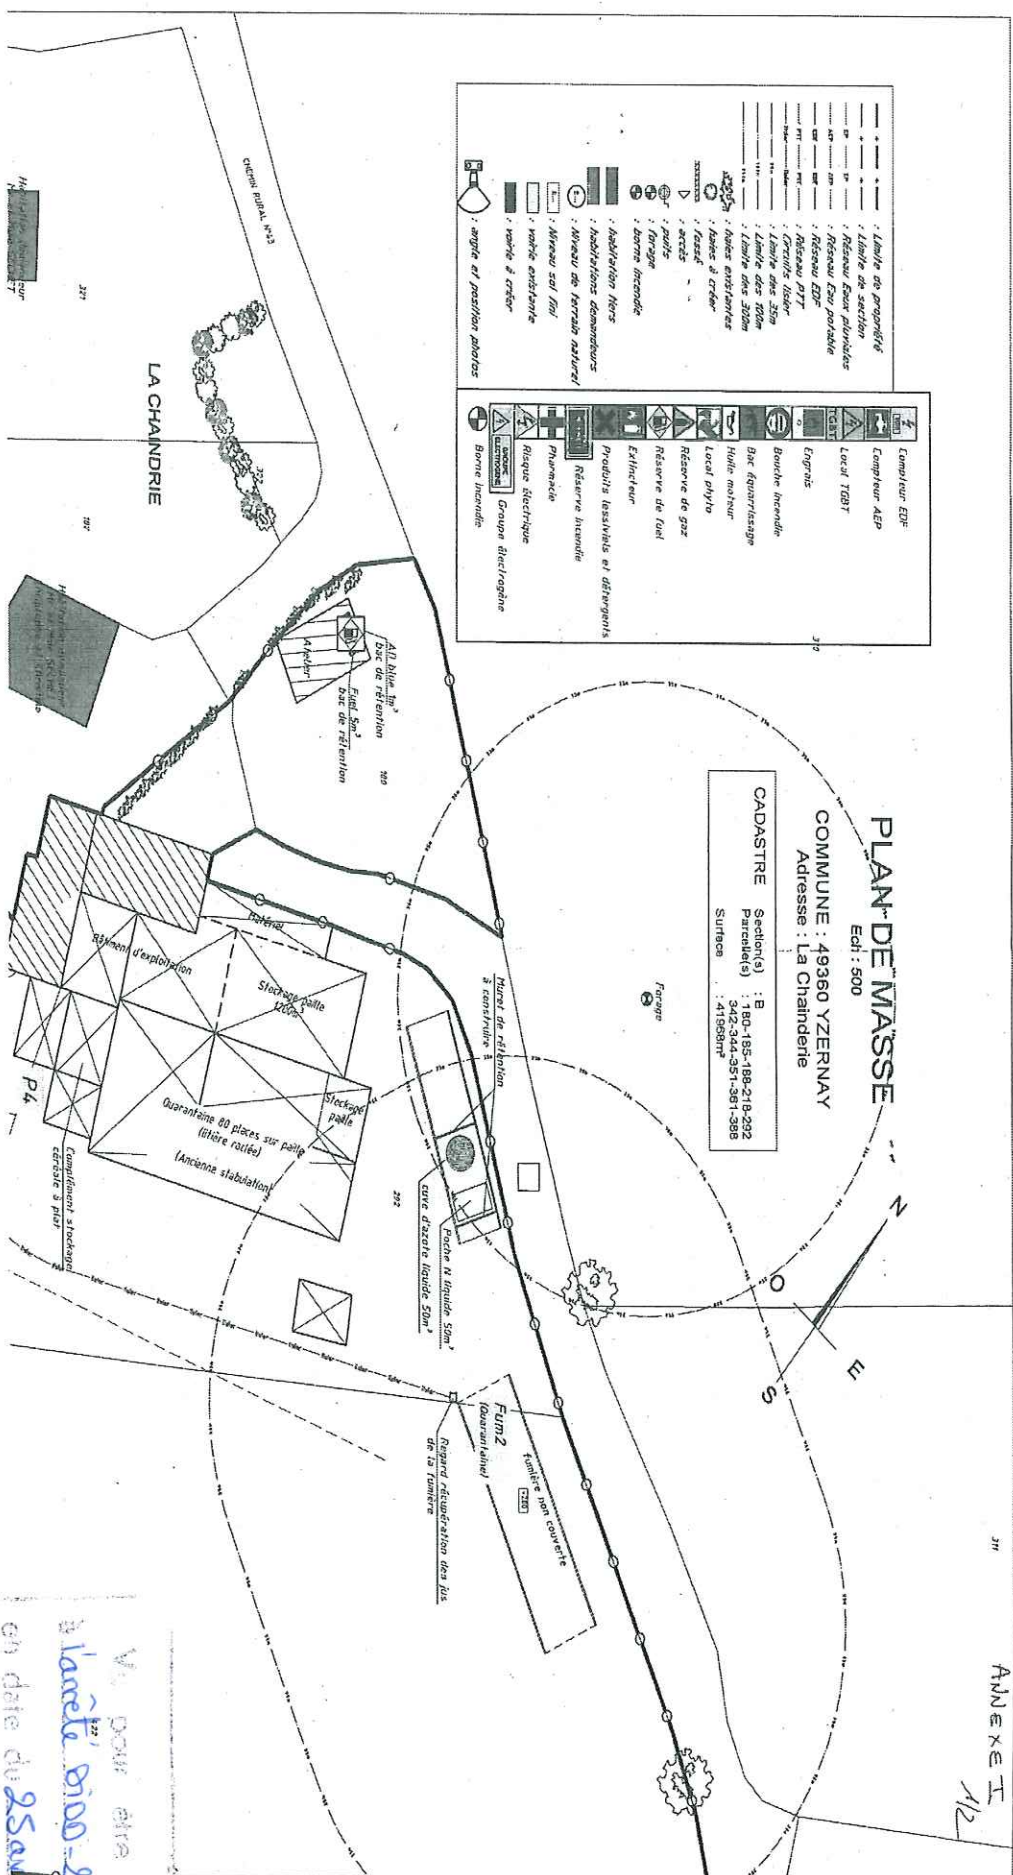 ANNEXE I
1/2
PLAN DE MASSE
Ech : 500
COMMUNE : 49360 YZERNAY
Adresse : La Chainderie
CADASTRE
Section(s) : B
Parcelle(s) : 180-185-188-218-292
342-344-351-361-388
Surface : 41968m²
N
O
E
S
: Limite de propriété
: Limite de section
: Réseau Eaux pluviales
: Réseau Eau potable
: Réseau EDF
: Réseau PTT
: Circuits lisier
: Limite des 35m
: Limite des 100m
: Limite des 300m
: haies existantes
: haies à créer
: fossé
: accès
: puits
: forage
: borne incendie
: habitation tiers
: habitations demandeurs
: Niveau de terrain naturel
: Niveau sol fini
: voirie existante
: voirie à créer
: angle et position photos
Compteur EDF
Compteur AEP
Local TGBT
Engrais
Bouche incendie
Bac équarrissage
Huile moteur
Local phyto
Réserve de gaz
Réserve de fuel
Extincteur
Produits lessiviels et détergents
Réserve incendie
Pharmacie
Risque électrique
Groupe électrogène
Borne incendie
CHEMIN RURAL N°43
LA CHAINDRIE
321
311
292
Ad blue 1m³
bac de rétention
Fuel 5m³
bac de rétention
Atelier
Forage
Muret de rétention
à construire
Poche N liquide 50m³
cuve d'azote liquide 50m³
Matériel
Bâtiment d'exploitation
Stockage paille
1200m³
Stockage
paille
Quarantaine 80 places sur paille
(litière raclée)
(Ancienne stabulation)
P4
Complément stockage
céréale à plat
Fum2
(Quarantaine)
fumière non couverte
Regard récupération des jus
de la fumière
pour être
à l'arrêté DIDD-2
en date du 25